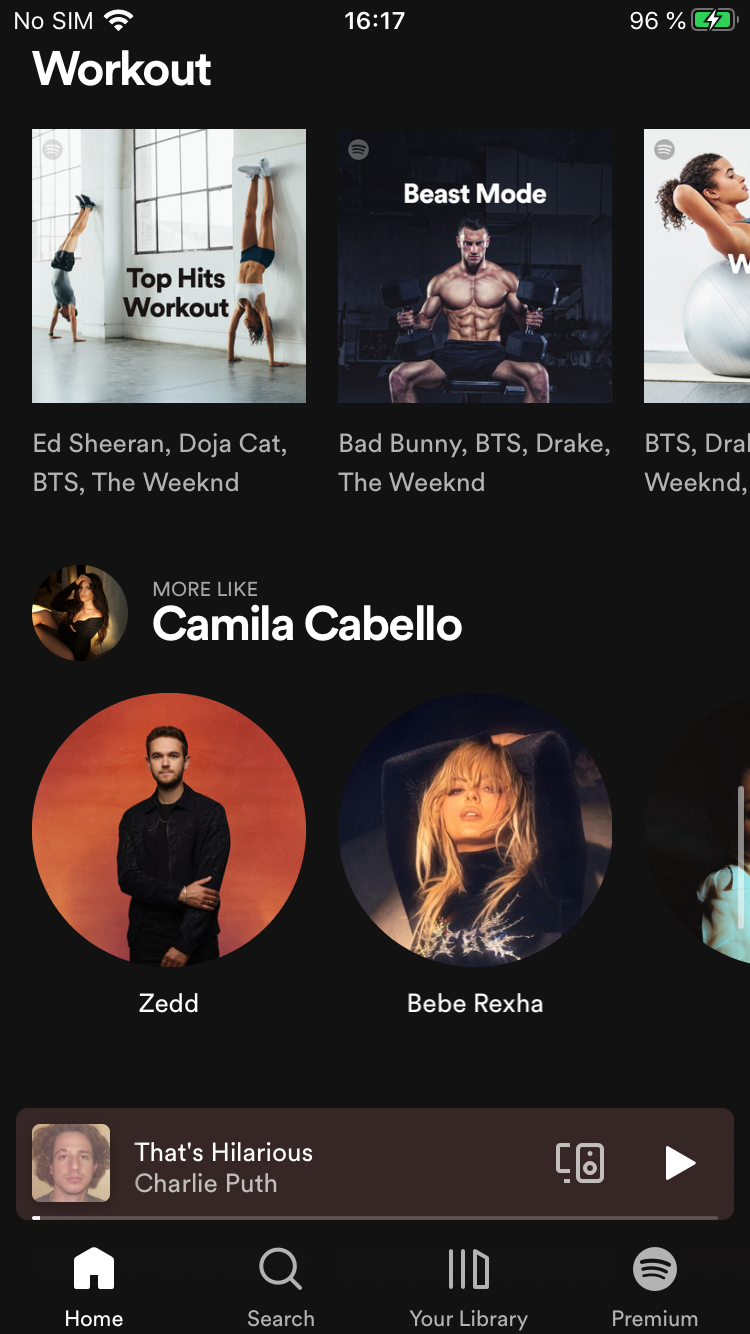 No SIM 16:17 96 %
Workout
Top Hits
Workout
Beast Mode
W
Ed Sheeran, Doja Cat,
BTS, The Weeknd
Bad Bunny, BTS, Drake,
The Weeknd
BTS, Dra
Weeknd,
MORE LIKE
Camila Cabello
Zedd
Bebe Rexha
That's Hilarious
Charlie Puth
Home
Search
Your Library
Premium